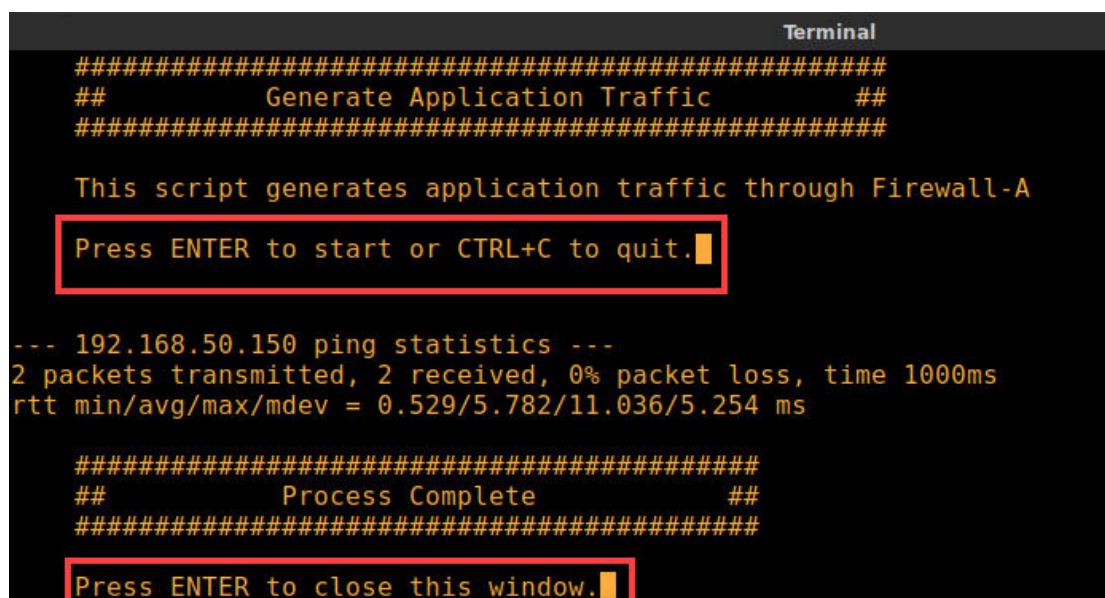 Terminal
###################################################
## Generate Application Traffic ##
###################################################
This script generates application traffic through Firewall-A
Press ENTER to start or CTRL+C to quit.
--- 192.168.50.150 ping statistics ---
2 packets transmitted, 2 received, 0% packet loss, time 1000ms
rtt min/avg/max/mdev = 0.529/5.782/11.036/5.254 ms
###########################################
## Process Complete ##
###########################################
Press ENTER to close this window.